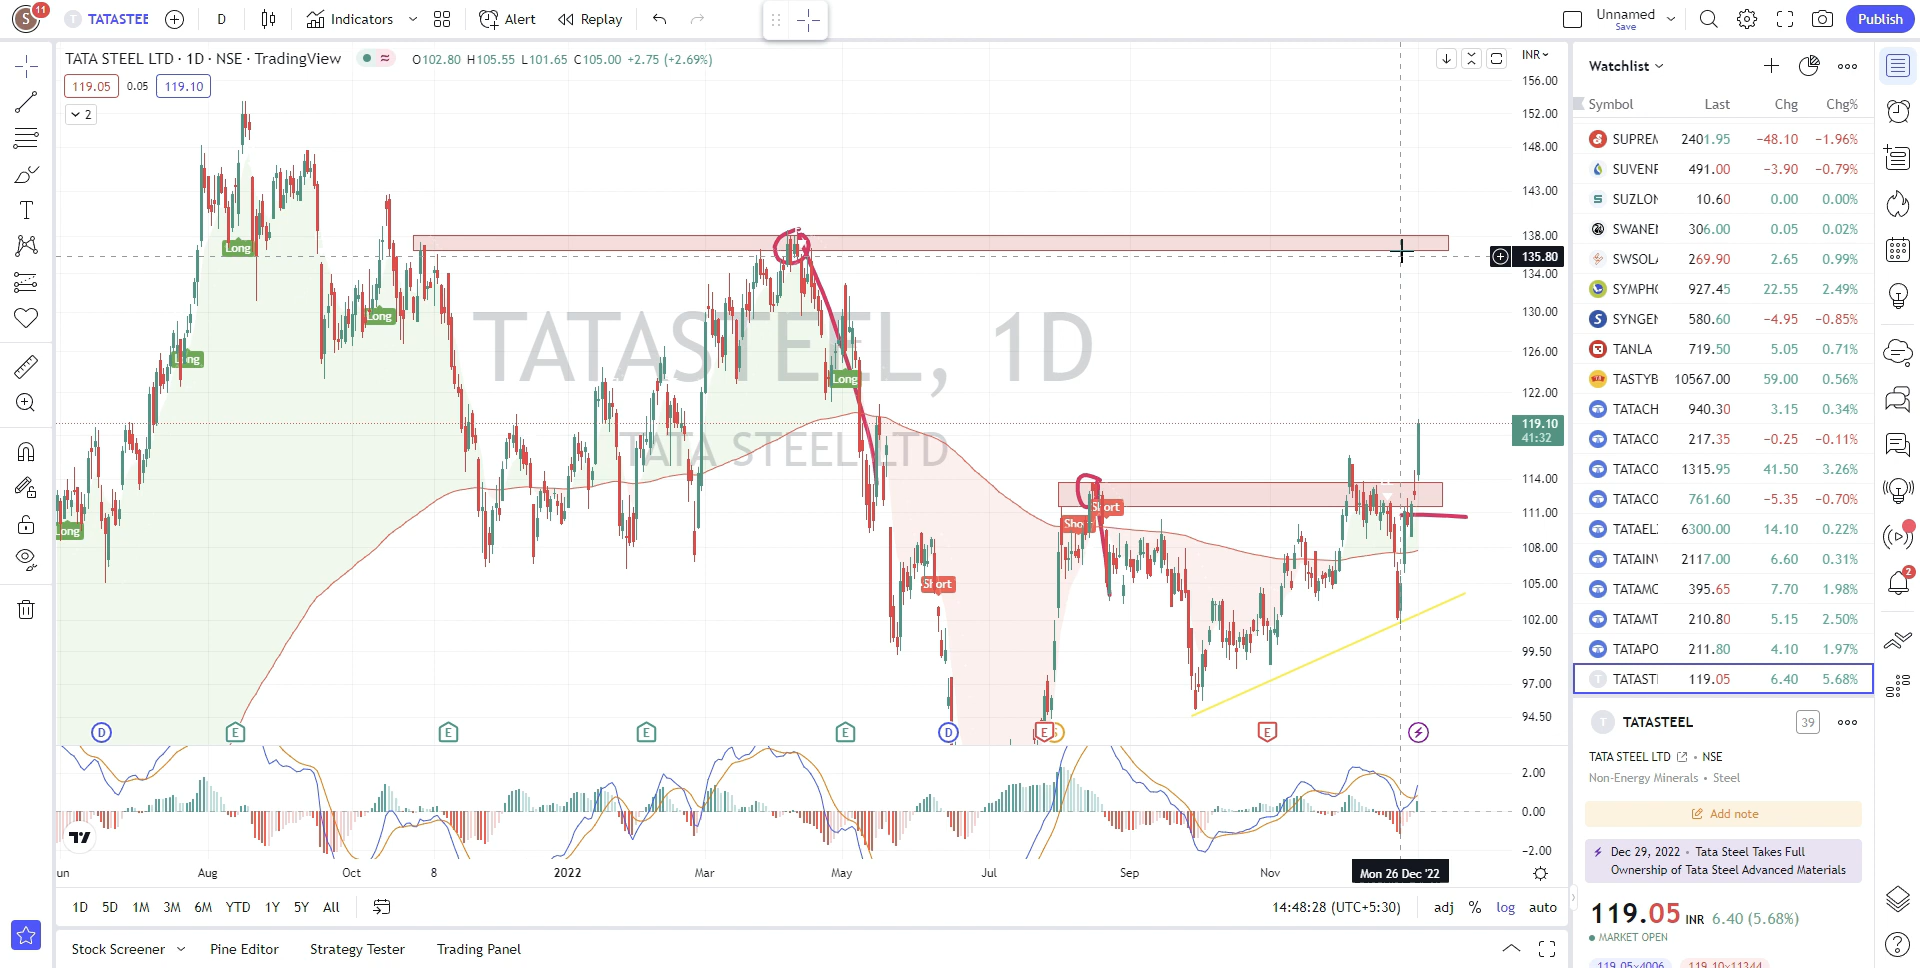 S
11
TATASTEE
D
Indicators
Alert
Replay
Unnamed
Save
Publish
TATA STEEL LTD · 1D · NSE · TradingView
O102.80 H105.55 L101.65 C105.00 +2.75 (+2.69%)
119.05
0.05
119.10
2
INR
156.00
152.00
148.00
143.00
138.00
135.80
134.00
130.00
126.00
122.00
119.10
41:32
114.00
111.00
108.00
105.00
102.00
99.50
97.00
94.50
2.00
0.00
−2.00
TATASTEEL, 1D
TATA STEEL LTD
Long
Long
Long
Long
Long
Short
Short
D
E
E
E
E
D
E
E
Aug
Oct
8
2022
Mar
May
Jul
Sep
Nov
Mon 26 Dec '22
1D 5D 1M 3M 6M YTD 1Y 5Y All
14:48:28 (UTC+5:30)
adj % log auto
Stock Screener
Pine Editor
Strategy Tester
Trading Panel
Watchlist
Symbol Last Chg Chg%
SUPREM 2401.95 −48.10 −1.96%
SUVENF 491.00 −3.90 −0.79%
SUZLON 10.60 0.00 0.00%
SWANEN 306.00 0.05 0.02%
SWSOLA 269.90 2.65 0.99%
SYMPHO 927.45 22.55 2.49%
SYNGEN 580.60 −4.95 −0.85%
TANLA 719.50 5.05 0.71%
TASTYB 10567.00 59.00 0.56%
TATACH 940.30 3.15 0.34%
TATACO 217.35 −0.25 −0.11%
TATACO 1315.95 41.50 3.26%
TATACO 761.60 −5.35 −0.70%
TATAEL 6300.00 14.10 0.22%
TATAINV 2117.00 6.60 0.31%
TATAMO 395.65 7.70 1.98%
TATAMT 210.80 5.15 2.50%
TATAPO 211.80 4.10 1.97%
TATAST 119.05 6.40 5.68%
T TATASTEEL
39
TATA STEEL LTD • NSE
Non-Energy Minerals • Steel
Add note
Dec 29, 2022 • Tata Steel Takes Full
Ownership of Tata Steel Advanced Materials
119.05 INR 6.40 (5.68%)
MARKET OPEN
119.05×4006 119.10×11344
2